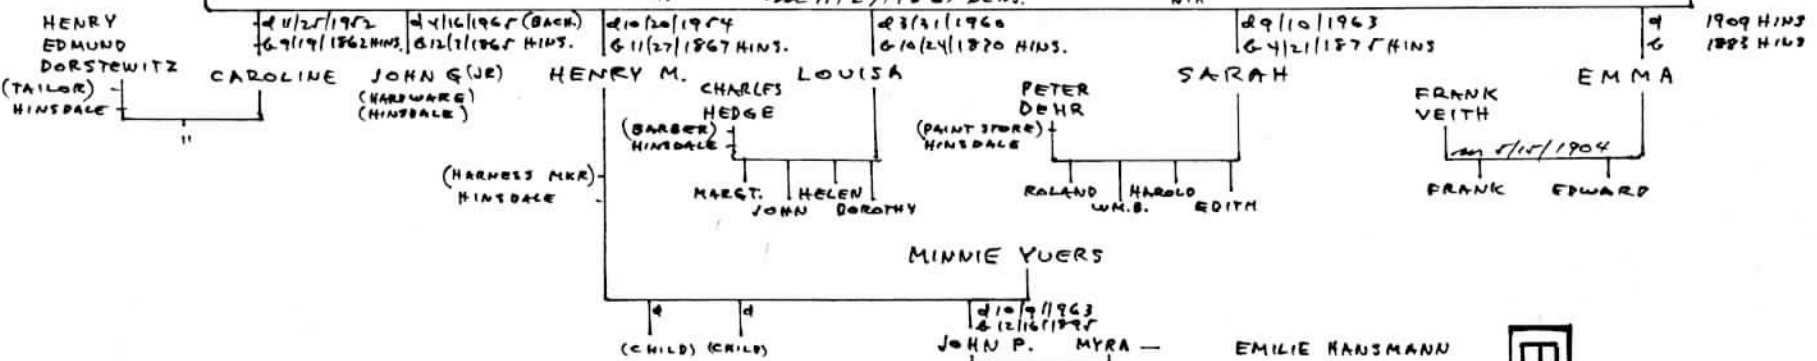 HENRY
EDMUND
DORSTEWITZ
(TAILOR)
HINSDALE
"
d 11/25/1952
b 9/19/1862 HINS.
CAROLINE
d 4/16/1965 (BACH.)
b 12/7/1865 HINS.
JOHN G (JR)
(HARDWARE)
(HINSDALE)
d 10/20/1954
b 11/27/1867 HINS.
HENRY M.
(HARNESS MKR)
HINSDALE
d 3/31/1960
b 10/24/1870 HINS.
LOUISA
CHARLES
HEDGE
(BARBER)
HINSDALE
MARGT.
JOHN
HELEN
DOROTHY
d 9/10/1963
b 4/21/1875 HINS
SARAH
PETER
DEHR
(PAINT STORE)
HINSDALE
ROLAND
WM.B.
HAROLD
EDITH
d 1909 HINS
b 1883 HINS
EMMA
FRANK
VEITH
m 5/15/1904
FRANK
EDWARD
MINNIE YUERS
d
(CHILD)
d
(CHILD)
d 10/9/1963
b 12/16/1895
JOHN P. MYRA —
EMILIE HANSMANN